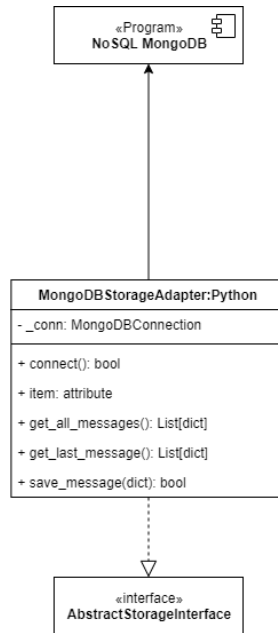 «Program»
NoSQL MongoDB
MongoDBStorageAdapter:Python
- _conn: MongoDBConnection
+ connect(): bool
+ item: attribute
+ get_all_messages(): List[dict]
+ get_last_message(): List[dict]
+ save_message(dict): bool
«interface»
AbstractStorageInterface